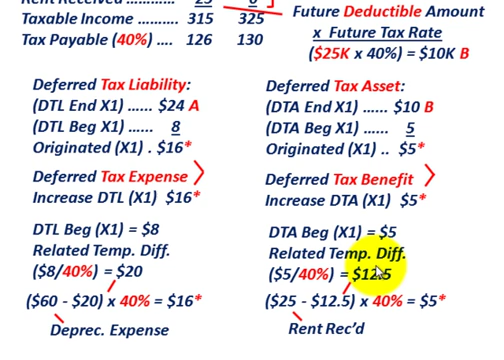 Rent Received ............ 25 0
Taxable Income .......... 315 325
Tax Payable (40%) .... 126 130
Future Deductible Amount
x Future Tax Rate
($25K x 40%) = $10K B
Deferred Tax Liability:
(DTL End X1) ...... $24 A
(DTL Beg X1) ...... 8
Originated (X1) . $16*
Deferred Tax Expense
Increase DTL (X1) $16*
DTL Beg (X1) = $8
Related Temp. Diff.
($8/40%) = $20
($60 - $20) x 40% = $16*
Deprec. Expense
Deferred Tax Asset:
(DTA End X1) ...... $10 B
(DTA Beg X1) ...... 5
Originated (X1) .. $5*
Deferred Tax Benefit
Increase DTA (X1) $5*
DTA Beg (X1) = $5
Related Temp. Diff.
($5/40%) = $12.5
($25 - $12.5) x 40% = $5*
Rent Rec'd